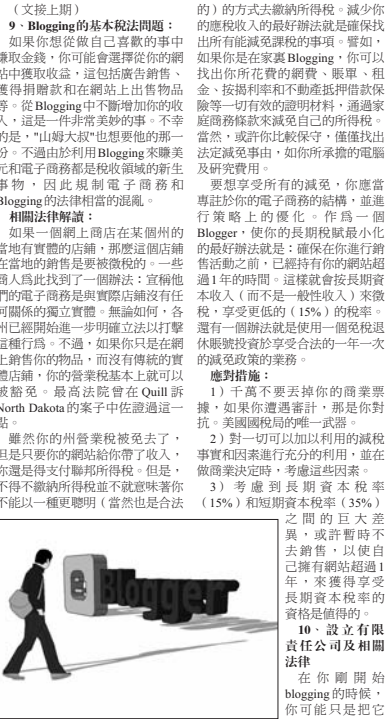 （文接上期）
9、Blogging的基本稅法問題：
如果你想從做自己喜歡的事中
賺取金錢，你可能會選擇從你的網
站中獲取收益，這包括廣告銷售、
獲得捐贈款和在網站上出售物品
等。從Blogging中不斷增加你的收
入，這是一件非常美妙的事。不幸
的是，"山姆大叔"也想要他的那一
份。不過由於利用Blogging來賺美
元和電子商務都是稅收領域的新生
事物，因此規制電子商務和
Blogging的法律相當的混亂。
相關法律解讀：
如果一個網上商店在某個州的
當地有實體的店鋪，那麼這個店鋪
在當地的銷售是要被徵稅的。一些
商人爲此找到了一個辦法：宣稱他
們的電子商務是與實際店鋪沒有任
何關係的獨立實體。無論如何，各
州已經開始進一步明確立法以打擊
這種行爲。不過，如果你只是在網
上銷售你的物品，而沒有傳統的實
體店鋪，你的營業稅基本上就可以
被豁免。最高法院曾在Quill訴
North Dakota的案子中佐證過這一
點。
雖然你的州營業稅被免去了，
但是只要你的網站給你帶了收入，
你還是得支付聯邦所得稅。但是，
不得不繳納所得稅並不就意味著你
不能以一種更聰明（當然也是合法
的）的方式去繳納所得稅。減少你
的應稅收入的最好辦法就是確保找
出所有能減免課稅的事項。譬如，
如果你是在家裏Blogging，你可以
找出你所花費的網費、賬單、租
金、按揭利率和不動產抵押借款保
險等一切有效的證明材料，通過家
庭商務條款來減免自己的所得稅。
當然，或許你比較保守，僅僅找出
法定減免事由，如你所承擔的電腦
及研究費用。
要想享受所有的減免，你應當
專註於你的電子商務的結構，並進
行策略上的優化。作爲一個
Blogger，使你的長期稅賦最小化
的最好辦法就是：確保在你進行銷
售活動之前，已經持有你的網站超
過1年的時間。這樣就會按長期資
本收入（而不是一般性收入）來徵
稅，享受更低的（15%）的稅率。
還有一個辦法就是使用一個免稅退
休賬號投資於享受合法的一年一次
的減免政策的業務。
應對措施：
1）千萬不要丟掉你的商業票
據，如果你遭遇審計，那是你對
抗。美國國稅局的唯一武器。
2）對一切可以加以利用的減稅
事實和因素進行充分的利用，並在
做商業決定時，考慮這些因素。
3）考慮到長期資本稅率
（15%）和短期資本稅率（35%）
之間的巨大差
異，或許暫時不
去銷售，以使自
己擁有網站超過1
年，來獲得享受
長期資本稅率的
資格是值得的。
10、設立有限
責任公司及相關
法律
在你剛開始
blogging的時候，
你可能只是把它
e Blogger